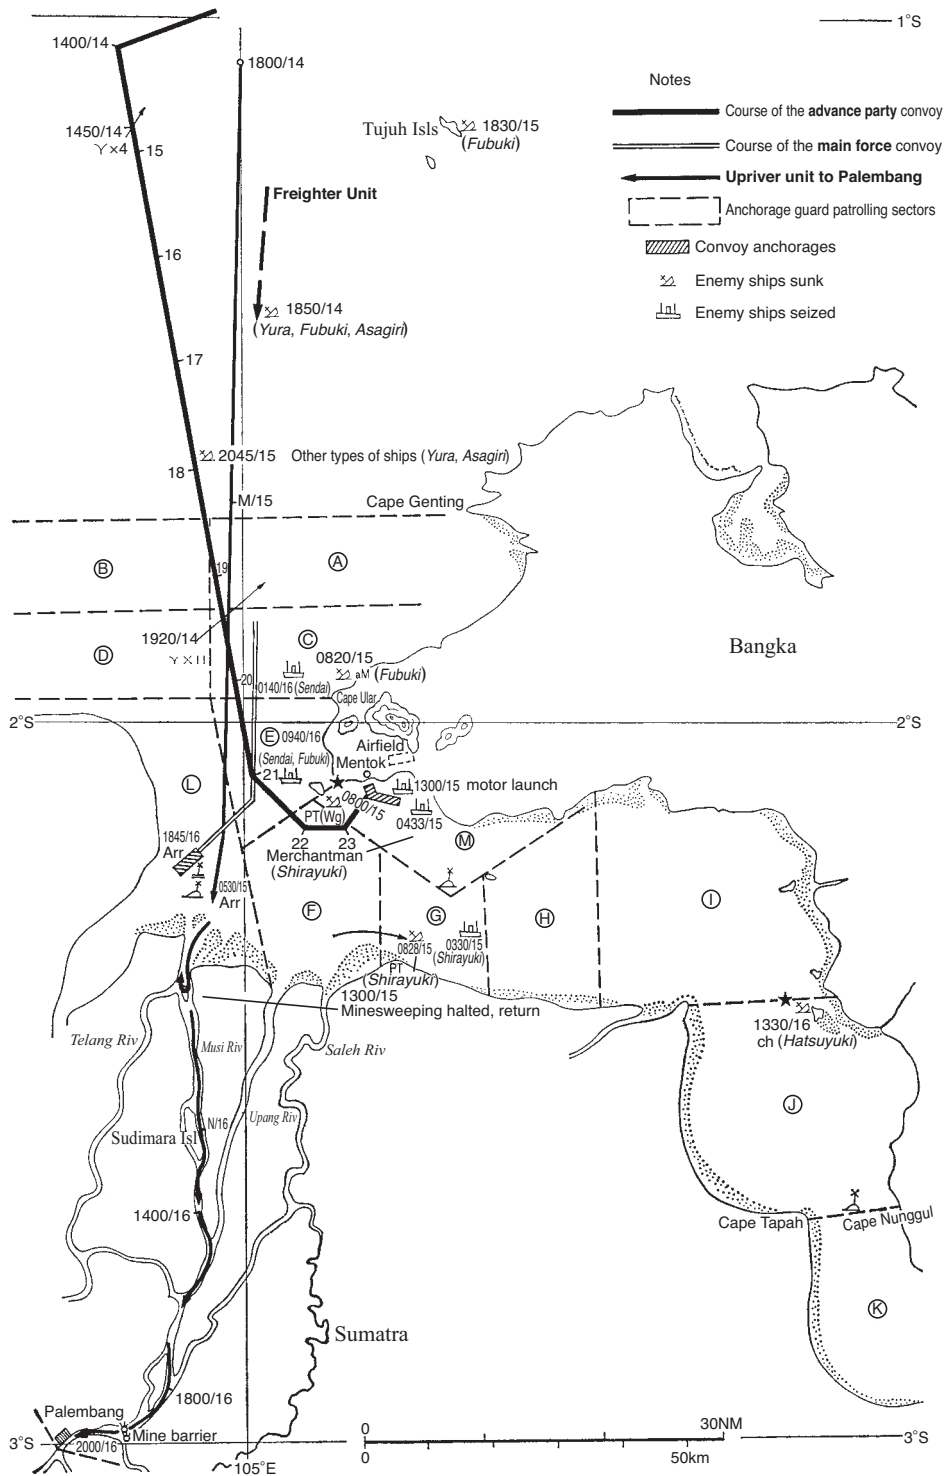 1400/14
1°S
1800/14
Notes
Course of the advance party convoy
Tujuh Isls
1830/15
(Fubuki)
1450/14
×4
15
Course of the main force convoy
Upriver unit to Palembang
Freighter Unit
Anchorage guard patrolling sectors
16
Convoy anchorages
Enemy ships sunk
1850/14
(Yura, Fubuki, Asagiri)
Enemy ships seized
17
2045/15 Other types of ships (Yura, Asagiri)
18
M/15
Cape Genting
B
19
A
1920/14
C
D
Bangka
0820/15
aM (Fubuki)
20
0140/16 (Sendai)
Cape Ular
2°S
2°S
E
0940/16
(Sendai, Fubuki)
Airfield
Mentok
21
L
1300/15 motor launch
0800/15
PT(Wg)
0433/15
22
23
M
1845/16
Arr
Merchantman
(Shirayuki)
0530/15
Arr
F
G
H
I
0828/15
0330/15
(Shirayuki)
PT
(Shirayuki)
1300/15
Minesweeping halted, return
1330/16
ch (Hatsuyuki)
Telang Riv
Musi Riv
Saleh Riv
Upang Riv
J
N/16
Sudimara Isl
1400/16
Cape Tapah
Cape Nunggul
K
Sumatra
1800/16
Palembang
Mine barrier
2000/16
3°S
105°E
0
30NM
0
50km
3°S